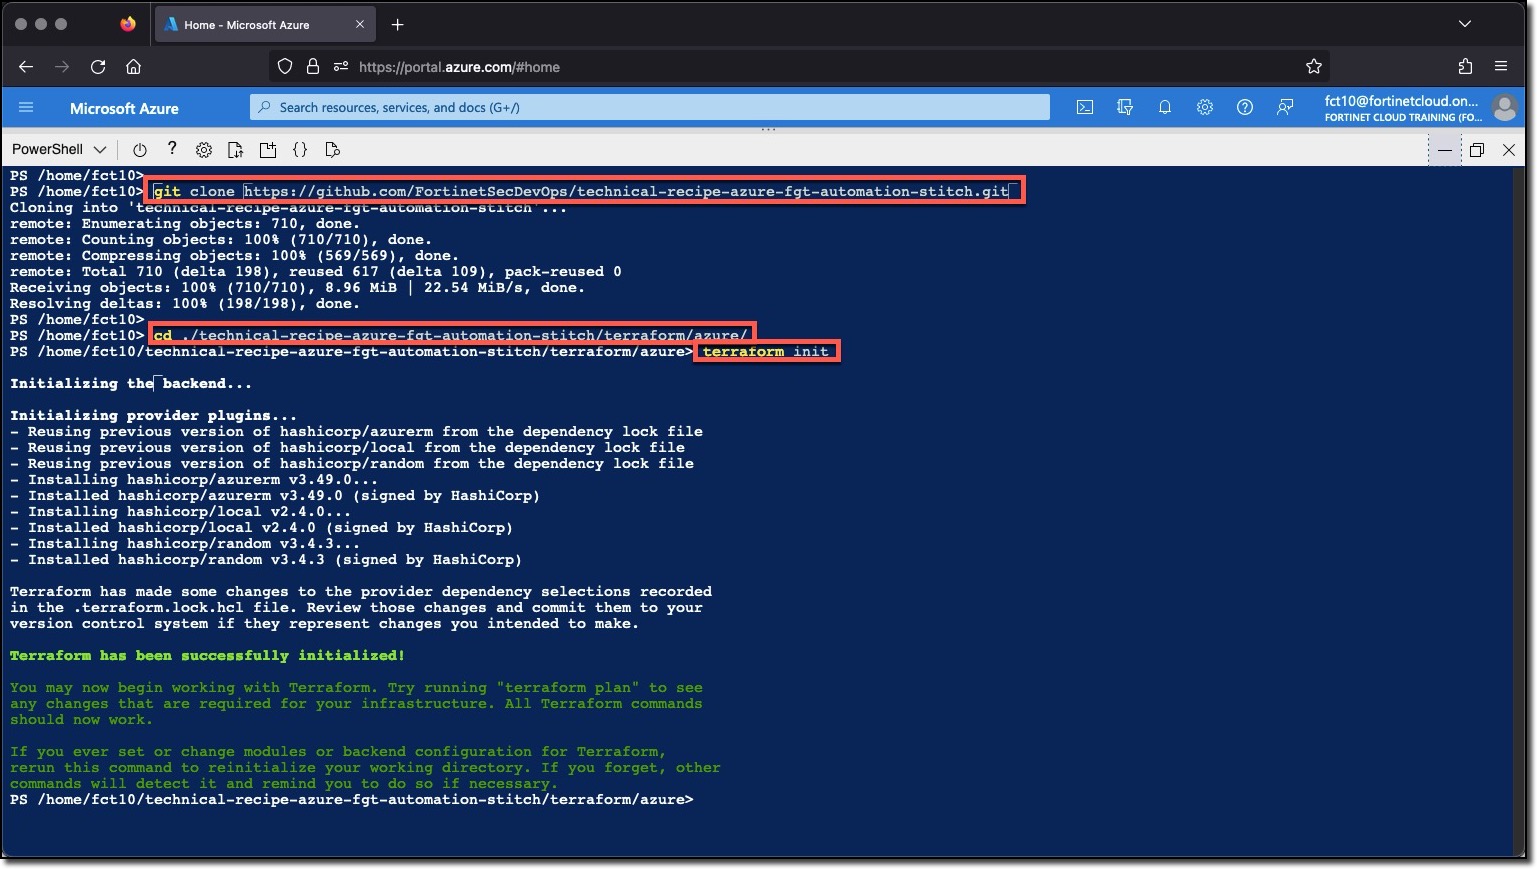 Home - Microsoft Azure
https://portal.azure.com/#home
Microsoft Azure
Search resources, services, and docs (G+/)
fct10@fortinetcloud.on...
FORTINET CLOUD TRAINING (FO...
PowerShell
PS /home/fct10>
PS /home/fct10> git clone https://github.com/FortinetSecDevOps/technical-recipe-azure-fgt-automation-stitch.git
Cloning into 'technical-recipe-azure-fgt-automation-stitch'...
remote: Enumerating objects: 710, done.
remote: Counting objects: 100% (710/710), done.
remote: Compressing objects: 100% (569/569), done.
remote: Total 710 (delta 198), reused 617 (delta 109), pack-reused 0
Receiving objects: 100% (710/710), 8.96 MiB | 22.54 MiB/s, done.
Resolving deltas: 100% (198/198), done.
PS /home/fct10>
PS /home/fct10> cd ./technical-recipe-azure-fgt-automation-stitch/terraform/azure/
PS /home/fct10/technical-recipe-azure-fgt-automation-stitch/terraform/azure> terraform init
Initializing the backend...
Initializing provider plugins...
- Reusing previous version of hashicorp/azurerm from the dependency lock file
- Reusing previous version of hashicorp/local from the dependency lock file
- Reusing previous version of hashicorp/random from the dependency lock file
- Installing hashicorp/azurerm v3.49.0...
- Installed hashicorp/azurerm v3.49.0 (signed by HashiCorp)
- Installing hashicorp/local v2.4.0...
- Installed hashicorp/local v2.4.0 (signed by HashiCorp)
- Installing hashicorp/random v3.4.3...
- Installed hashicorp/random v3.4.3 (signed by HashiCorp)
Terraform has made some changes to the provider dependency selections recorded
in the .terraform.lock.hcl file. Review those changes and commit them to your
version control system if they represent changes you intended to make.
Terraform has been successfully initialized!
You may now begin working with Terraform. Try running "terraform plan" to see
any changes that are required for your infrastructure. All Terraform commands
should now work.
If you ever set or change modules or backend configuration for Terraform,
rerun this command to reinitialize your working directory. If you forget, other
commands will detect it and remind you to do so if necessary.
PS /home/fct10/technical-recipe-azure-fgt-automation-stitch/terraform/azure>